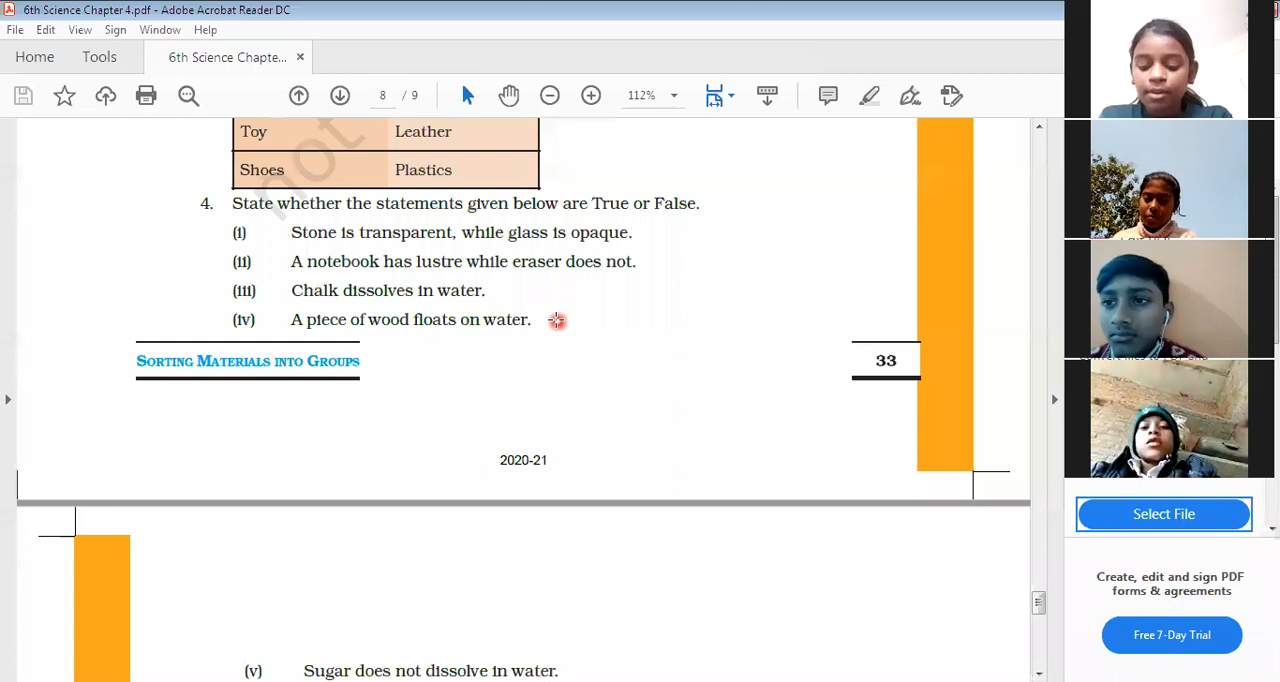 6th Science Chapter 4.pdf - Adobe Acrobat Reader DC
File Edit View Sign Window Help
Home Tools 6th Science Chapte... ×
8 / 9 112%
Toy Leather
Shoes Plastics
not
4. State whether the statements given below are True or False.
(i) Stone is transparent, while glass is opaque.
(ii) A notebook has lustre while eraser does not.
(iii) Chalk dissolves in water.
(iv) A piece of wood floats on water.
SORTING MATERIALS INTO GROUPS 33
2020-21
(v) Sugar does not dissolve in water.
Select File
Create, edit and sign PDF
forms & agreements
Free 7-Day Trial